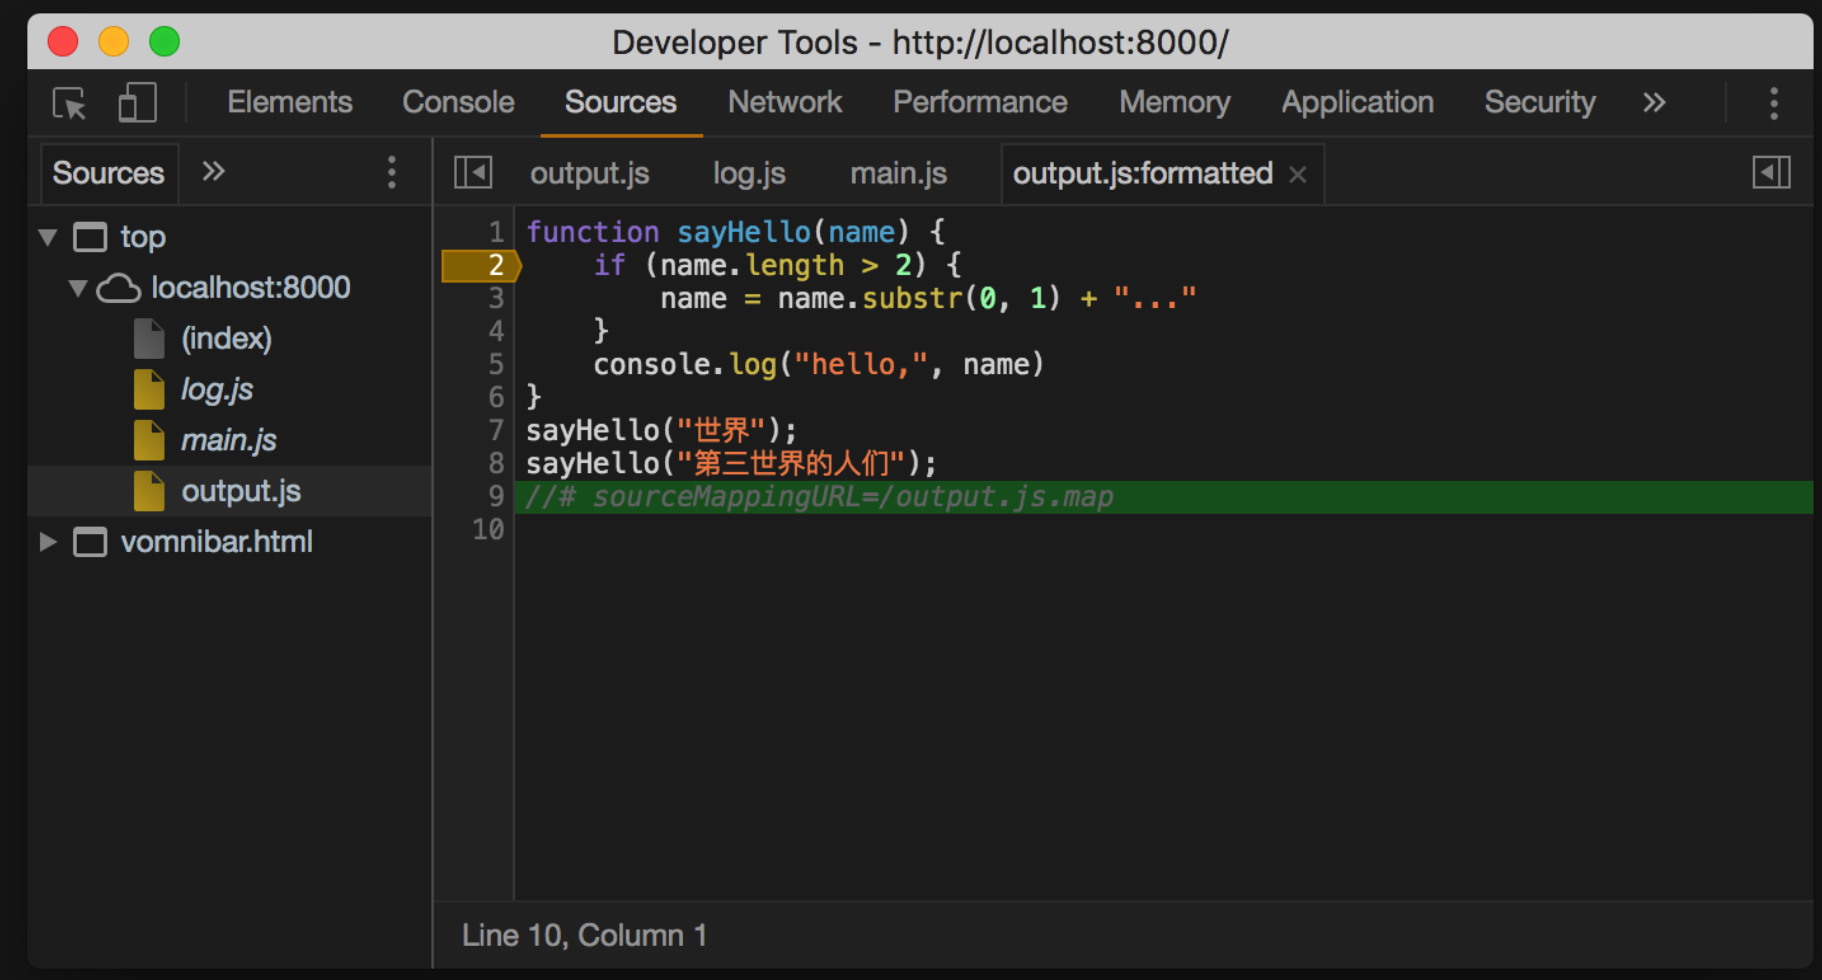 Developer Tools - http://localhost:8000/
Elements Console Sources Network Performance Memory Application Security »
Sources »
output.js log.js main.js output.js:formatted ×
top
localhost:8000
(index)
log.js
main.js
output.js
vomnibar.html
1 function sayHello(name) {
2     if (name.length > 2) {
3         name = name.substr(0, 1) + "..."
4     }
5     console.log("hello,", name)
6 }
7 sayHello("世界");
8 sayHello("第三世界的人们");
9 //# sourceMappingURL=/output.js.map
10
Line 10, Column 1